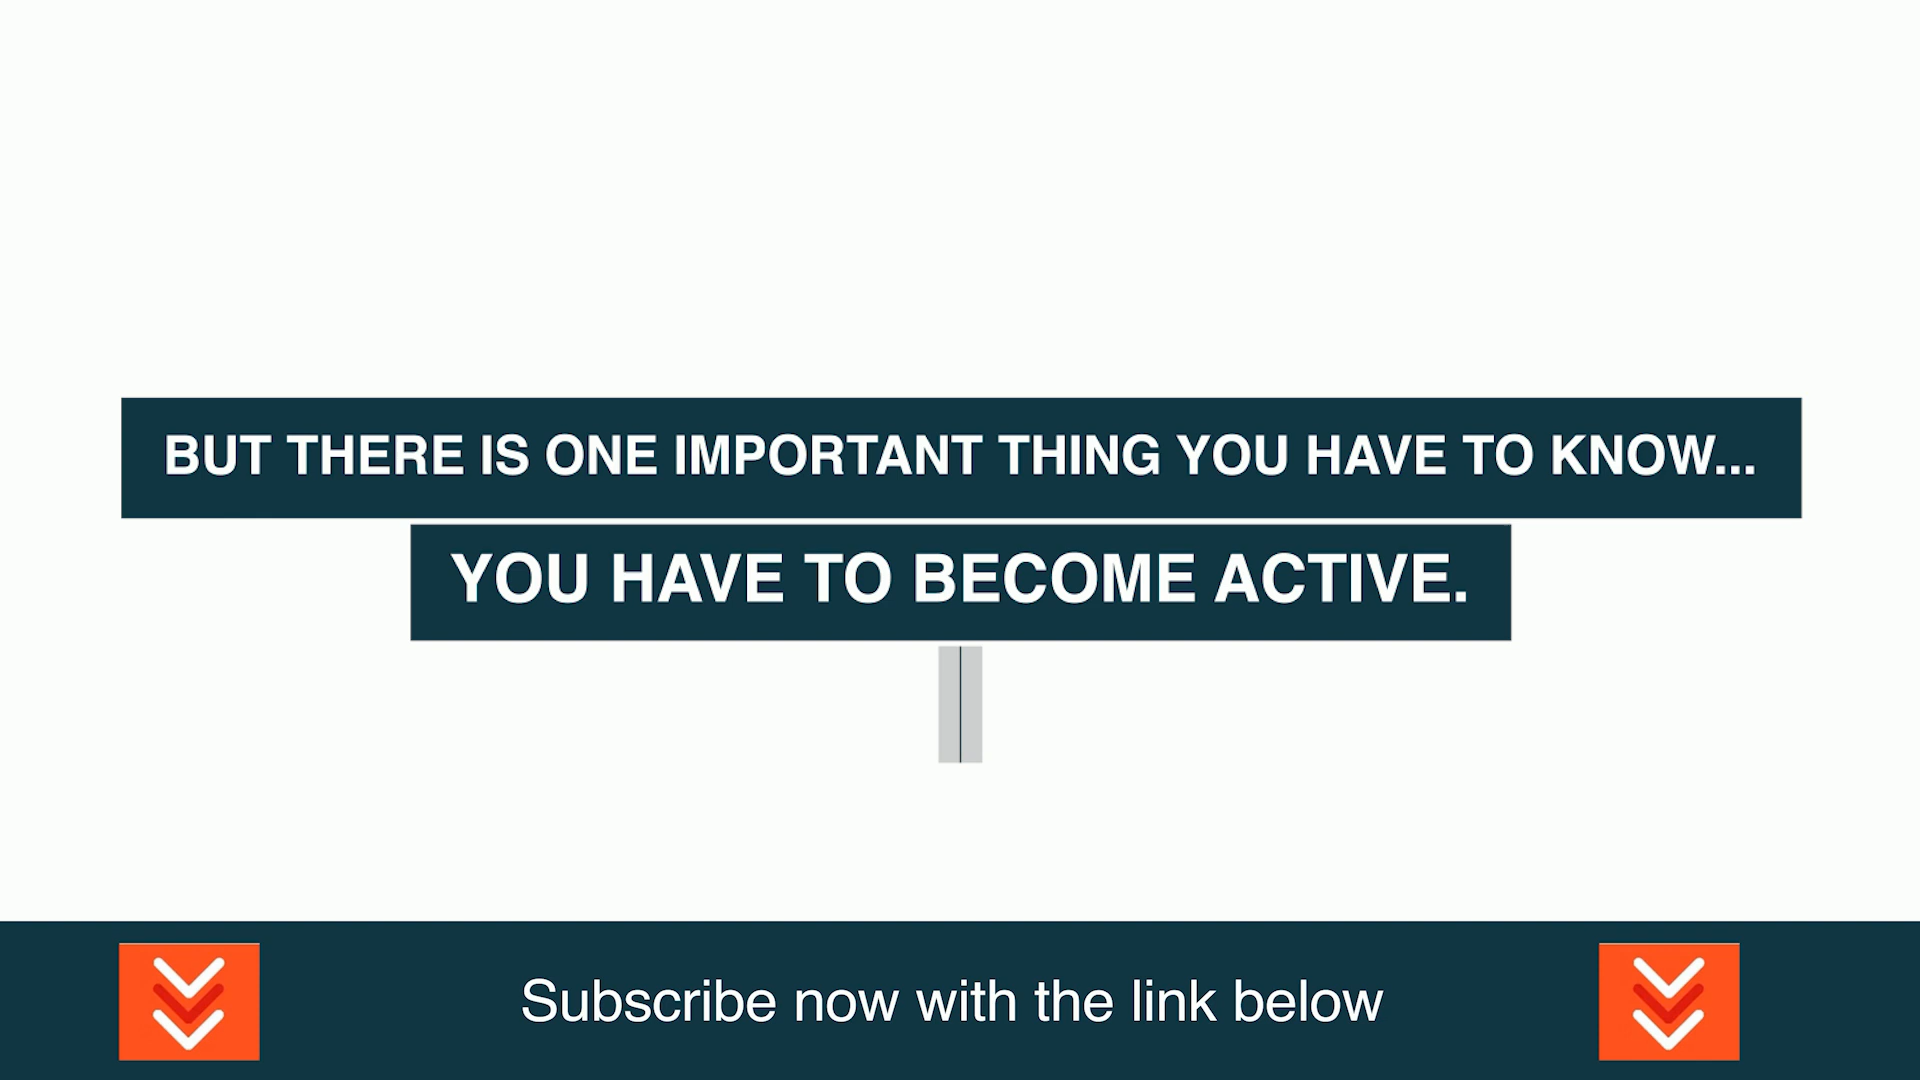 BUT THERE IS ONE IMPORTANT THING YOU HAVE TO KNOW...
YOU HAVE TO BECOME ACTIVE.
Subscribe now with the link below